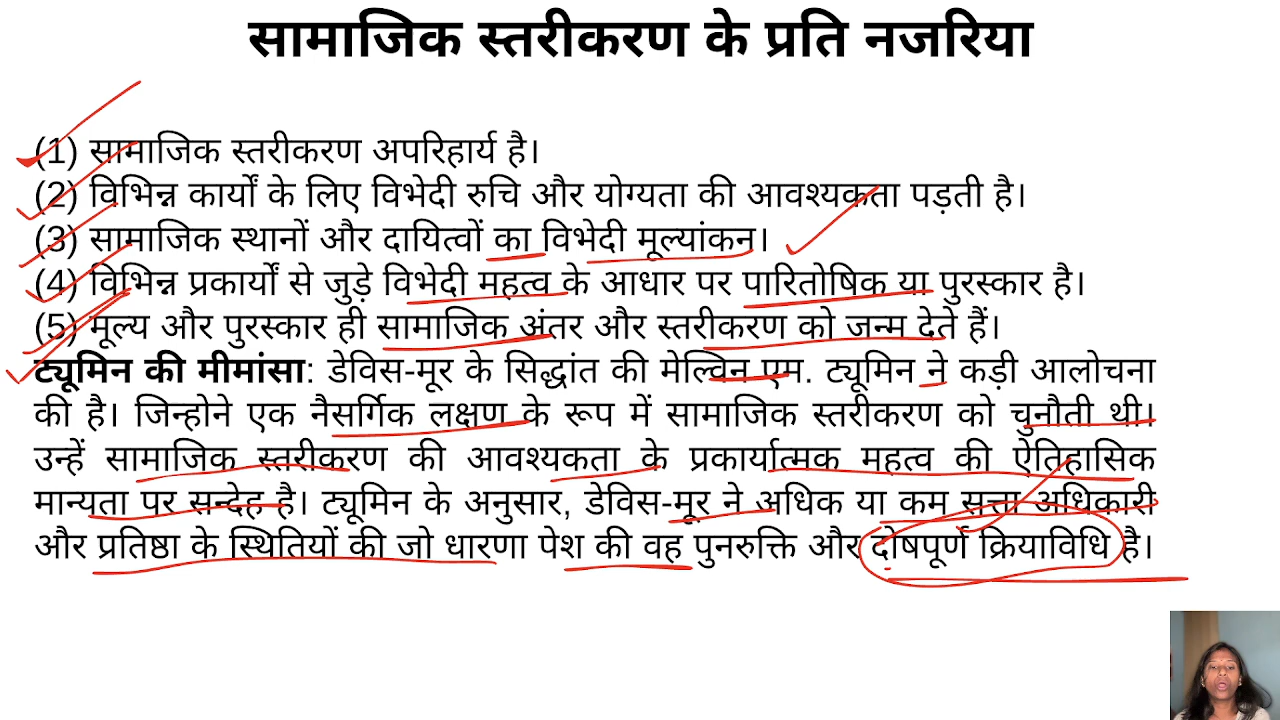 सामाजिक स्तरीकरण के प्रति नजरिया
(1) सामाजिक स्तरीकरण अपरिहार्य है।
(2) विभिन्न कार्यों के लिए विभेदी रुचि और योग्यता की आवश्यकता पड़ती है।
(3) सामाजिक स्थानों और दायित्वों का विभेदी मूल्यांकन।
(4) विभिन्न प्रकार्यों से जुड़े विभेदी महत्व के आधार पर पारितोषिक या पुरस्कार है।
(5) मूल्य और पुरस्कार ही सामाजिक अंतर और स्तरीकरण को जन्म देते हैं।
ट्यूमिन की मीमांसा: डेविस-मूर के सिद्धांत की मेल्विन एम. ट्यूमिन ने कड़ी आलोचना
की है। जिन्होने एक नैसर्गिक लक्षण के रूप में सामाजिक स्तरीकरण को चुनौती थी।
उन्हें सामाजिक स्तरीकरण की आवश्यकता के प्रकार्यात्मक महत्व की ऐतिहासिक
मान्यता पर सन्देह है। ट्यूमिन के अनुसार, डेविस-मूर ने अधिक या कम सत्ता अधिकारी
और प्रतिष्ठा के स्थितियों की जो धारणा पेश की वह पुनरुक्ति और दोषपूर्ण क्रियाविधि है।